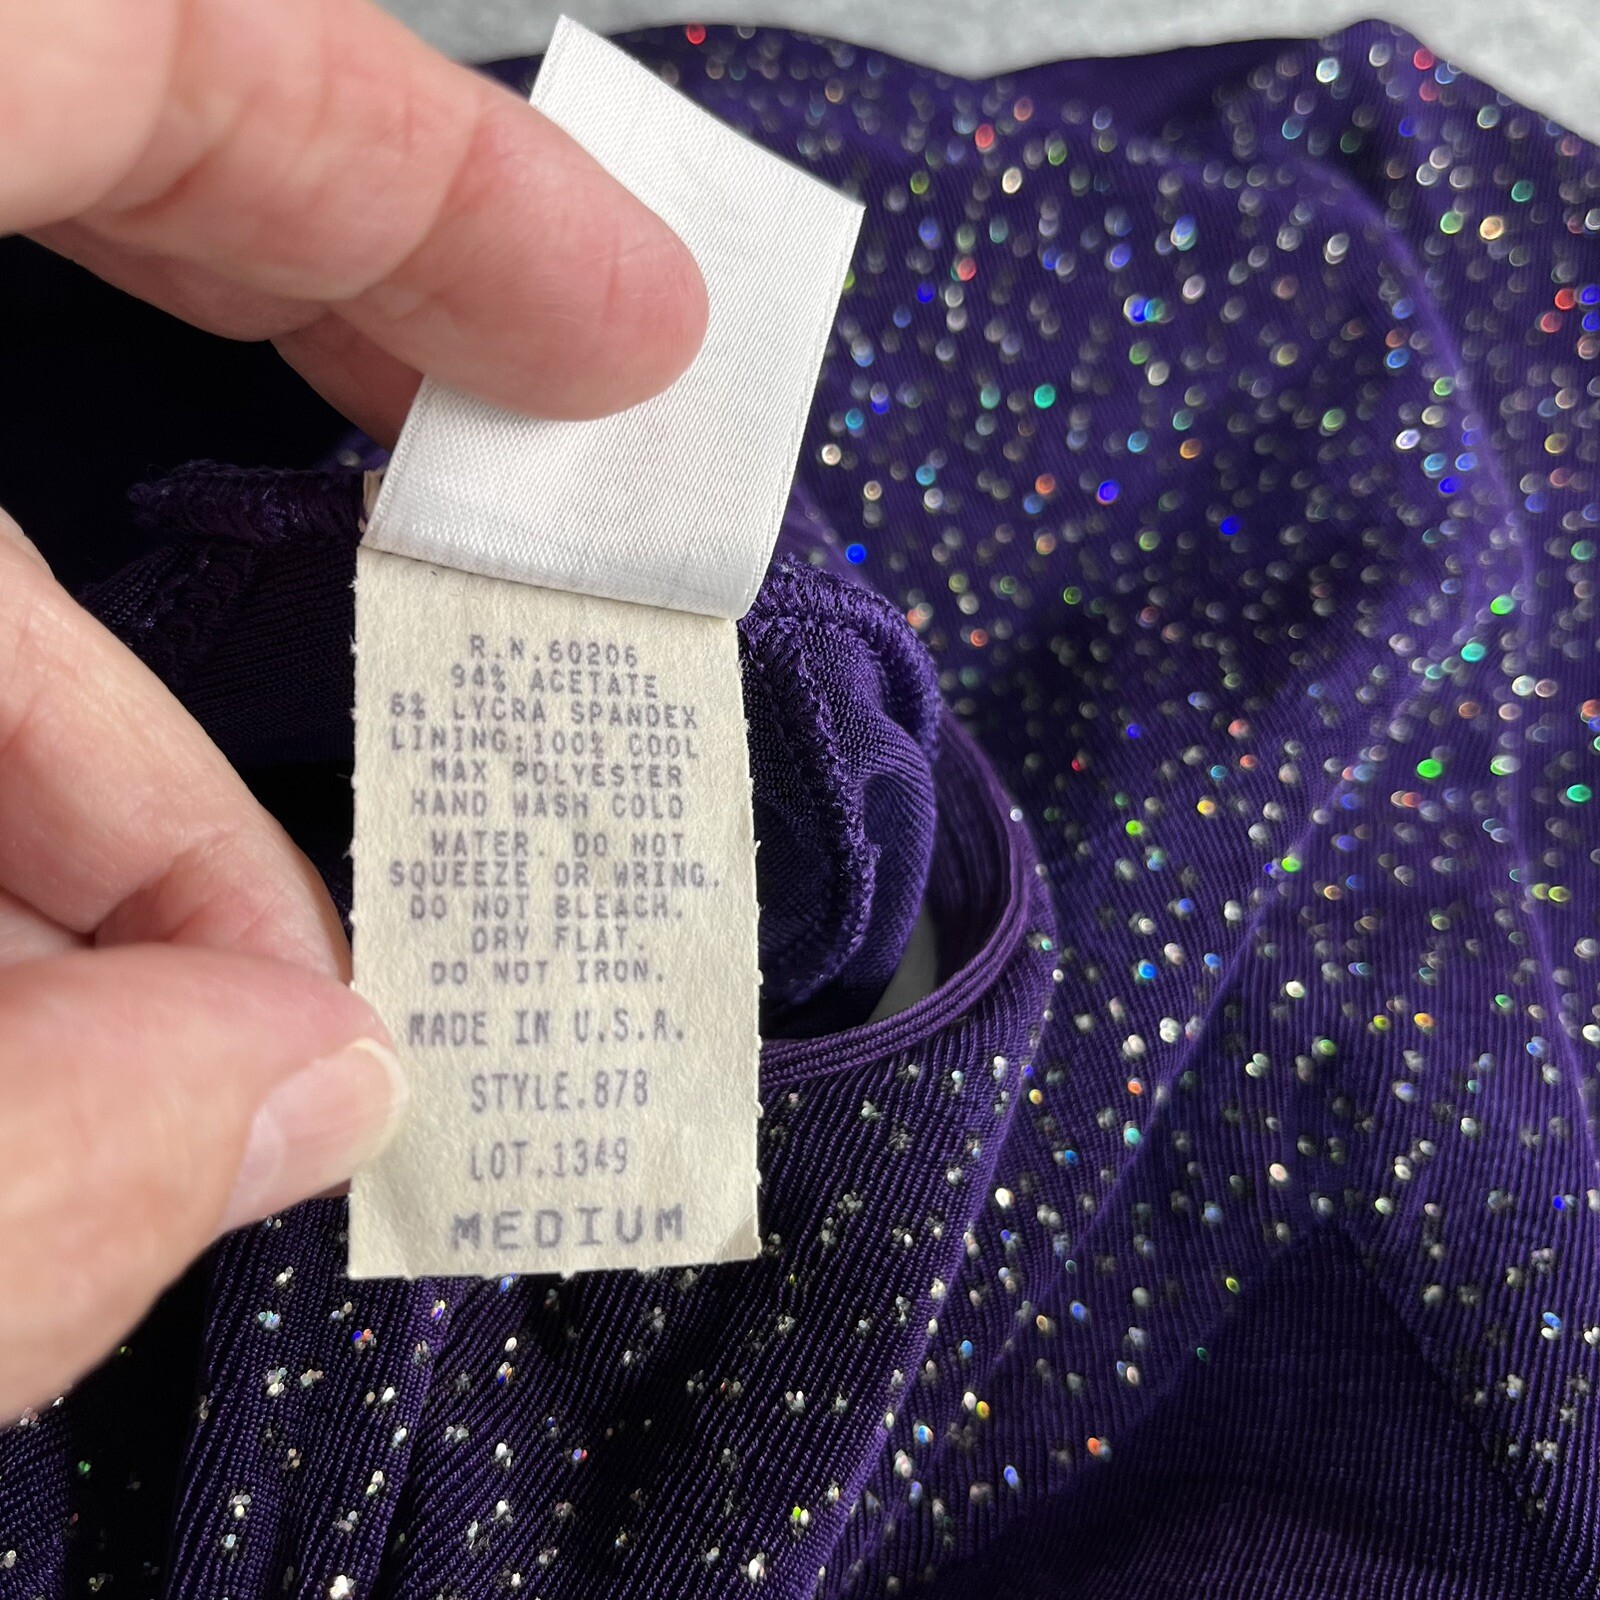 R.N.60206
94% ACETATE
6% LYCRA SPANDEX
LINING:100% COOL
MAX POLYESTER
HAND WASH COLD
WATER. DO NOT
SQUEEZE OR WRING.
DO NOT BLEACH.
DRY FLAT.
DO NOT IRON.
MADE IN U.S.A.
STYLE.878
LOT.1349
MEDIUM